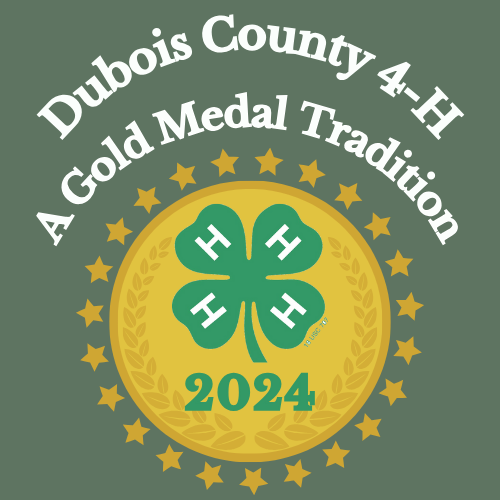 Dubois County 4-H
A Gold Medal Tradition
H H
H H
2024